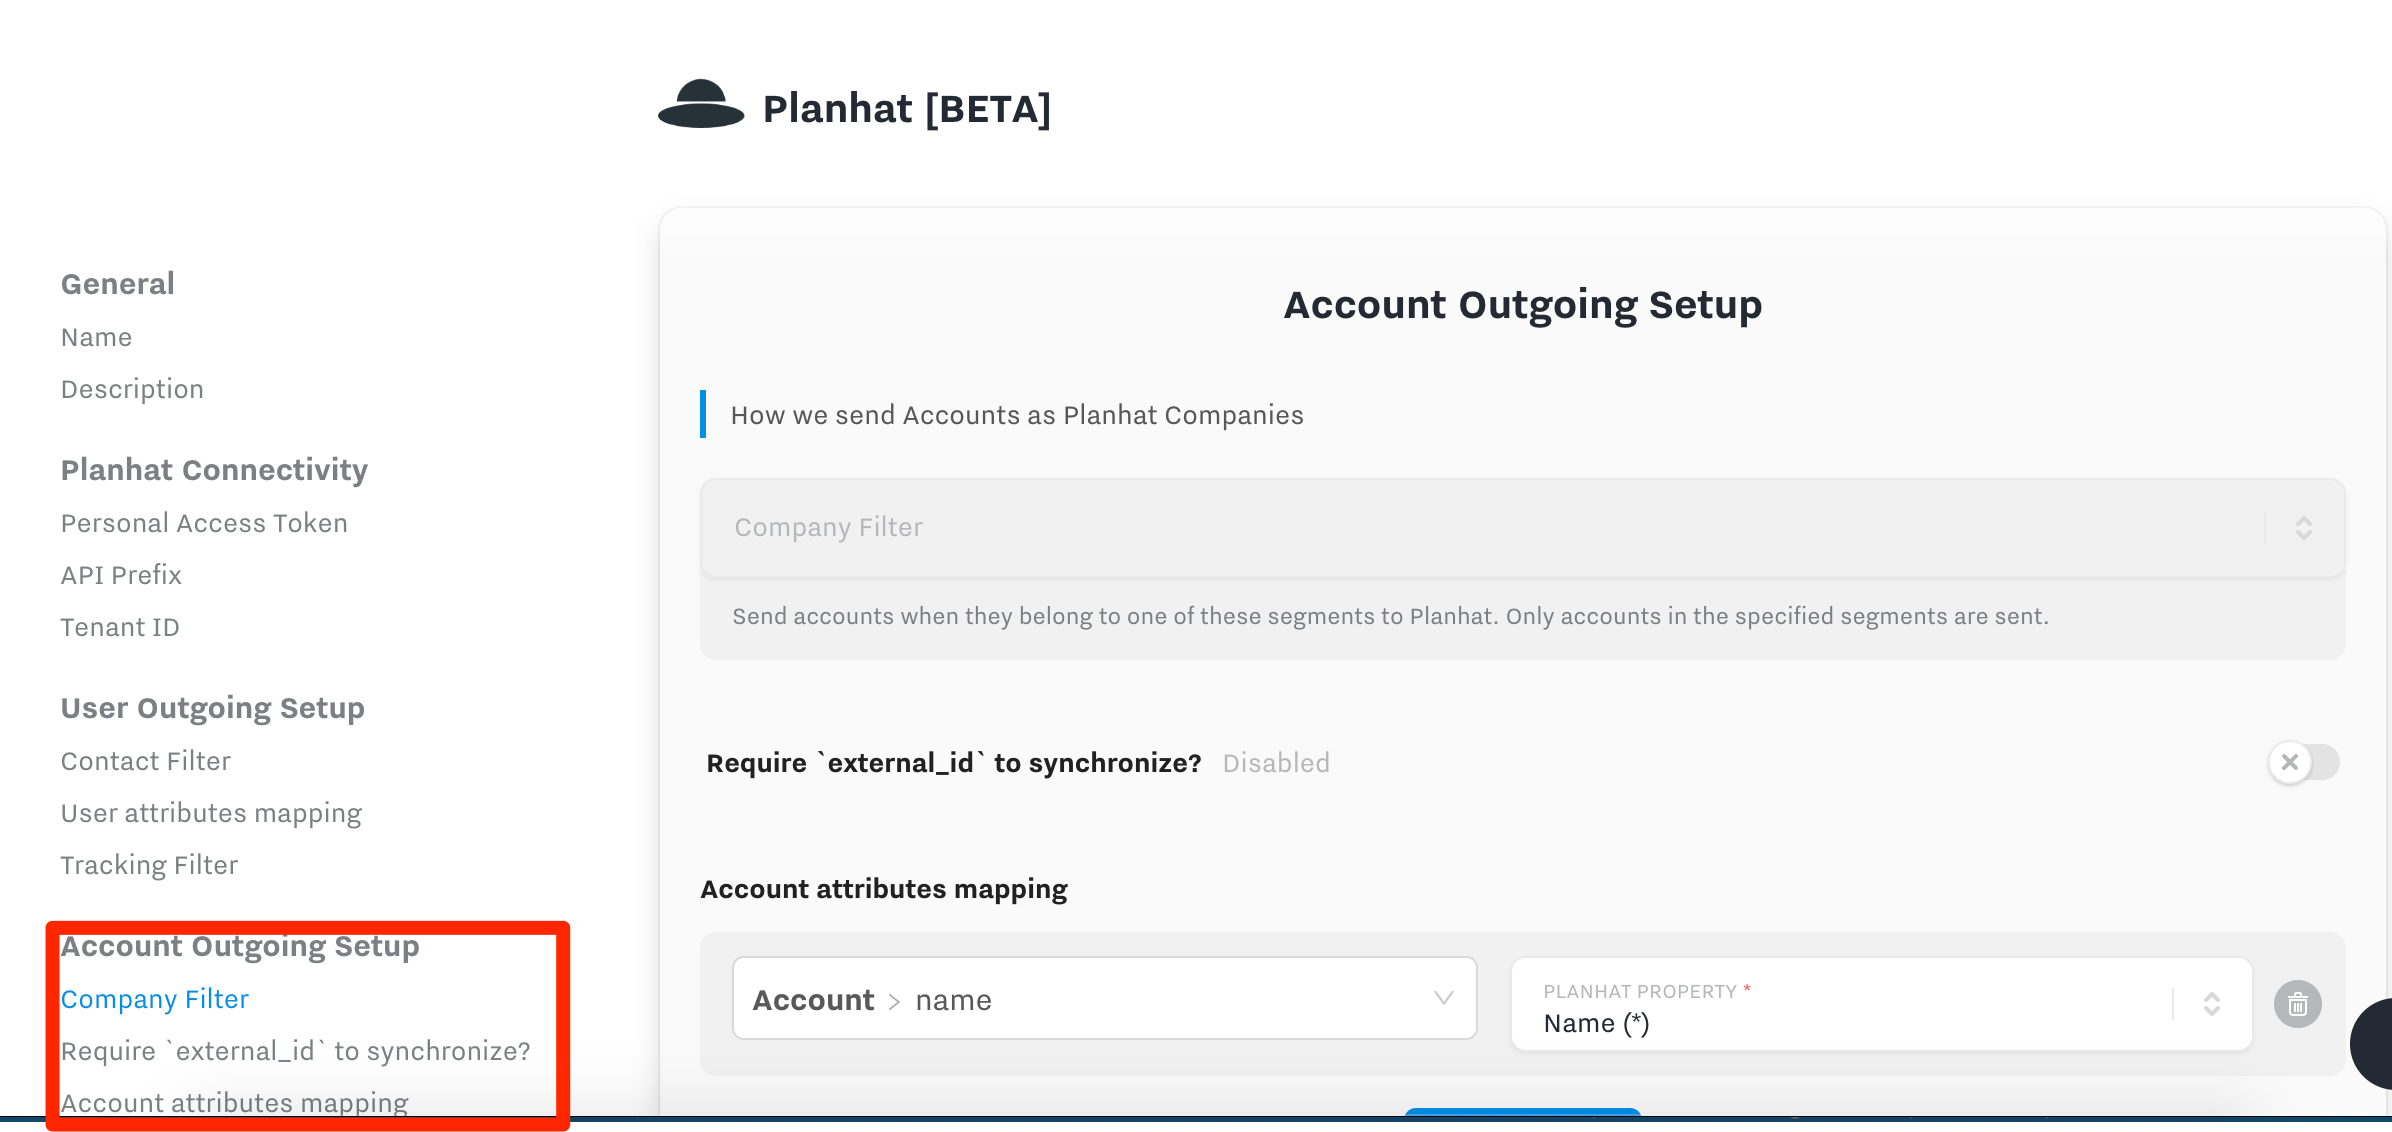 Planhat [BETA]
General
Name
Description
Planhat Connectivity
Personal Access Token
API Prefix
Tenant ID
User Outgoing Setup
Contact Filter
User attributes mapping
Tracking Filter
Account Outgoing Setup
Company Filter
Require `external_id` to synchronize?
Account attributes mapping
Account Outgoing Setup
How we send Accounts as Planhat Companies
Company Filter
Send accounts when they belong to one of these segments to Planhat. Only accounts in the specified segments are sent.
Require `external_id` to synchronize? Disabled
Account attributes mapping
Account > name
PLANHAT PROPERTY *
Name (*)